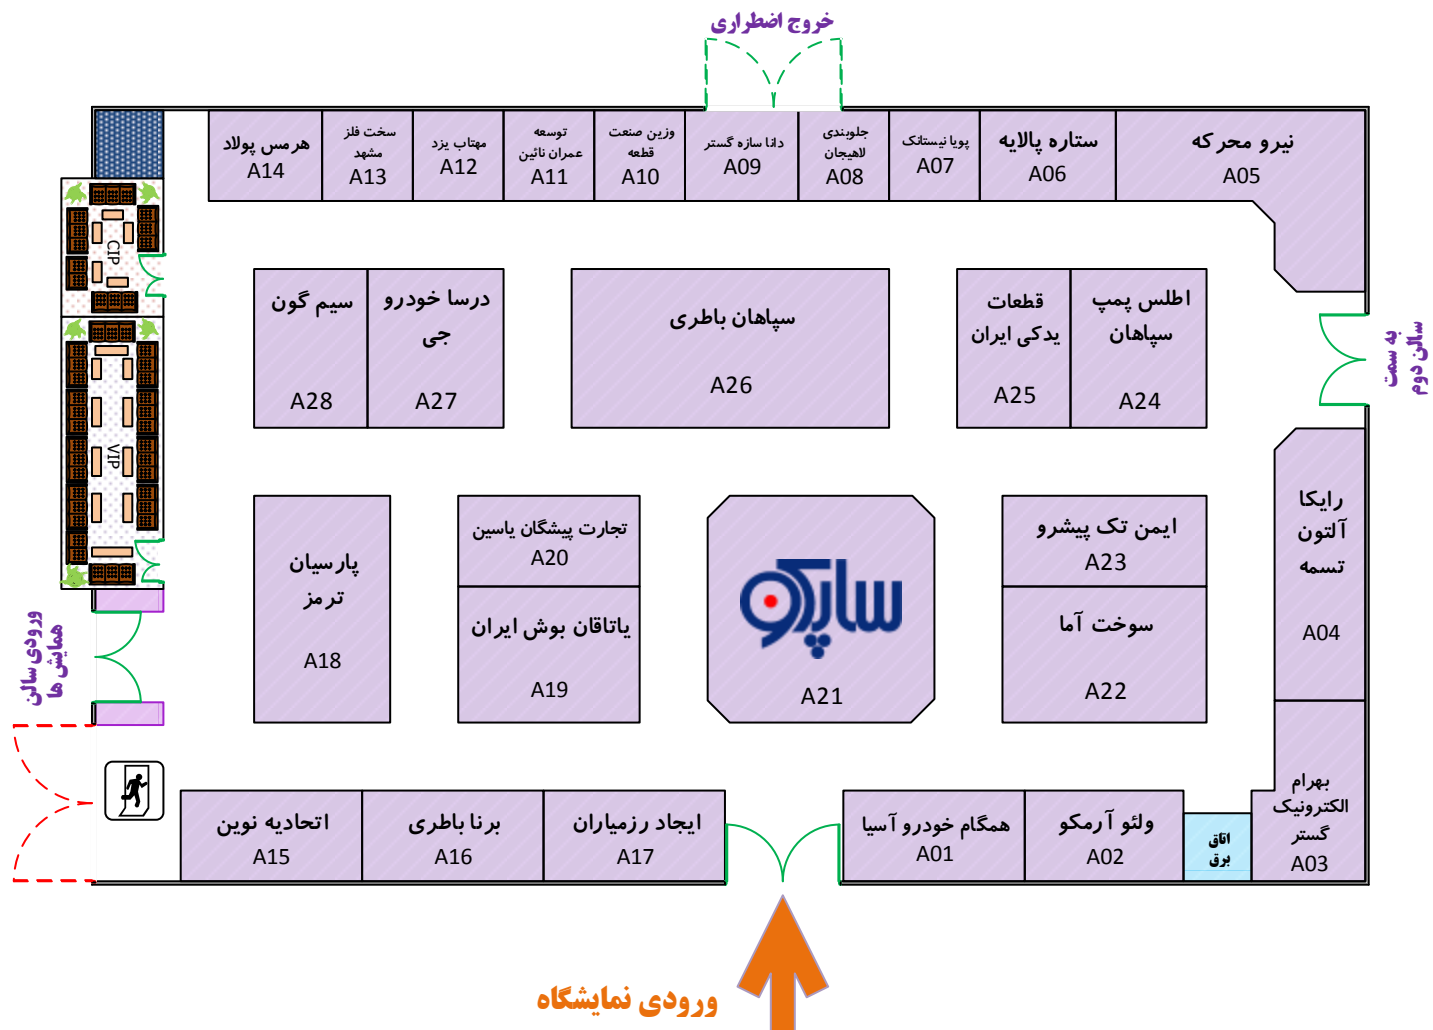 خروج اضطراری
نیرو محرکه
A05
ستاره پالایه
A06
پویا نیستانک
A07
جلوبندی
لاهیجان
A08
دانا سازه گستر
A09
وزین صنعت
قطعه
A10
توسعه
عمران نائین
A11
مهتاب یزد
A12
سخت فلز
مشهد
A13
هرمس پولاد
A14
CIP
VIP
اطلس پمپ
سپاهان
A24
قطعات
یدکی ایران
A25
سپاهان باطری
A26
درسا خودرو
جی
A27
سیم گون
A28
به سمت
سالن دوم
رایکا
آلتون
تسمه
A04
ایمن تک پیشرو
A23
سوخت آما
A22
ساپکو
A21
تجارت پیشگان یاسین
A20
یاتاقان بوش ایران
A19
پارسیان
ترمز
A18
ورودی سالن
همایش ها
بهرام
الکترونیک
گستر
A03
اتاق
برق
ولئو آرمکو
A02
همگام خودرو آسیا
A01
ایجاد رزمیاران
A17
برنا باطری
A16
اتحادیه نوین
A15
ورودی نمایشگاه